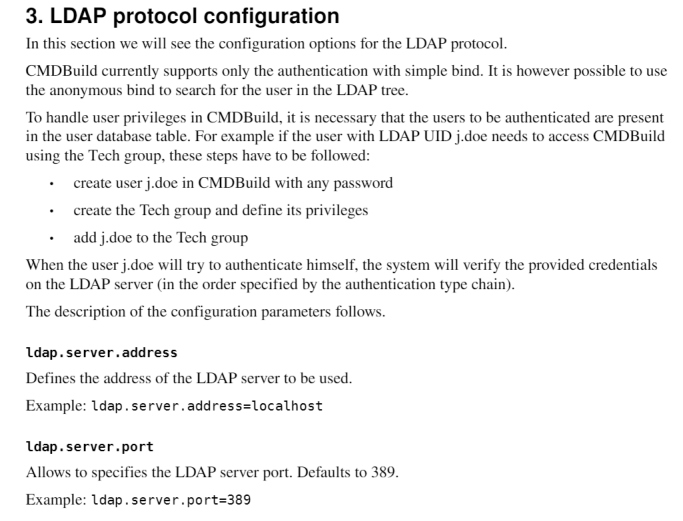 3. LDAP protocol configuration
In this section we will see the configuration options for the LDAP protocol.
CMDBuild currently supports only the authentication with simple bind. It is however possible to use
the anonymous bind to search for the user in the LDAP tree.
To handle user privileges in CMDBuild, it is necessary that the users to be authenticated are present
in the user database table. For example if the user with LDAP UID j.doe needs to access CMDBuild
using the Tech group, these steps have to be followed:
• create user j.doe in CMDBuild with any password
• create the Tech group and define its privileges
• add j.doe to the Tech group
When the user j.doe will try to authenticate himself, the system will verify the provided credentials
on the LDAP server (in the order specified by the authentication type chain).
The description of the configuration parameters follows.
ldap.server.address
Defines the address of the LDAP server to be used.
Example: ldap.server.address=localhost
ldap.server.port
Allows to specifies the LDAP server port. Defaults to 389.
Example: ldap.server.port=389